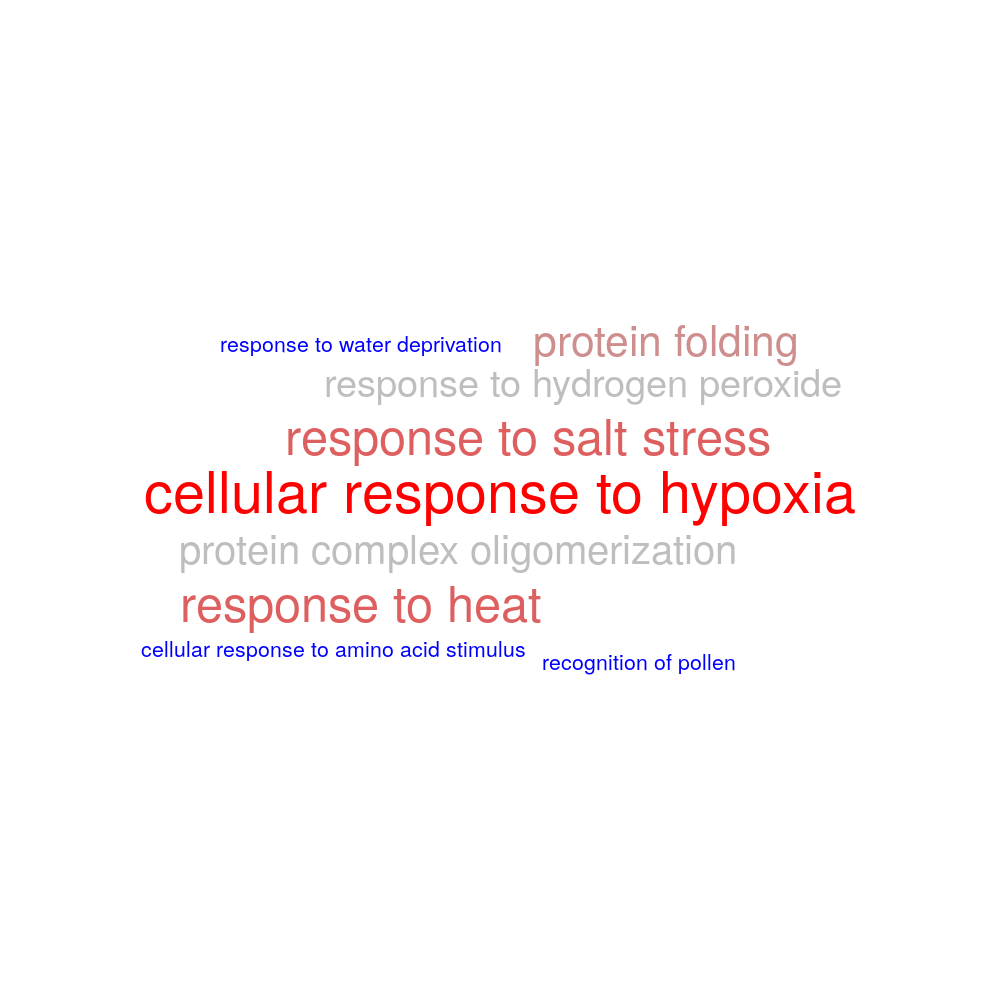 response to water deprivation
protein folding
response to hydrogen peroxide
response to salt stress
cellular response to hypoxia
protein complex oligomerization
response to heat
cellular response to amino acid stimulus
recognition of pollen